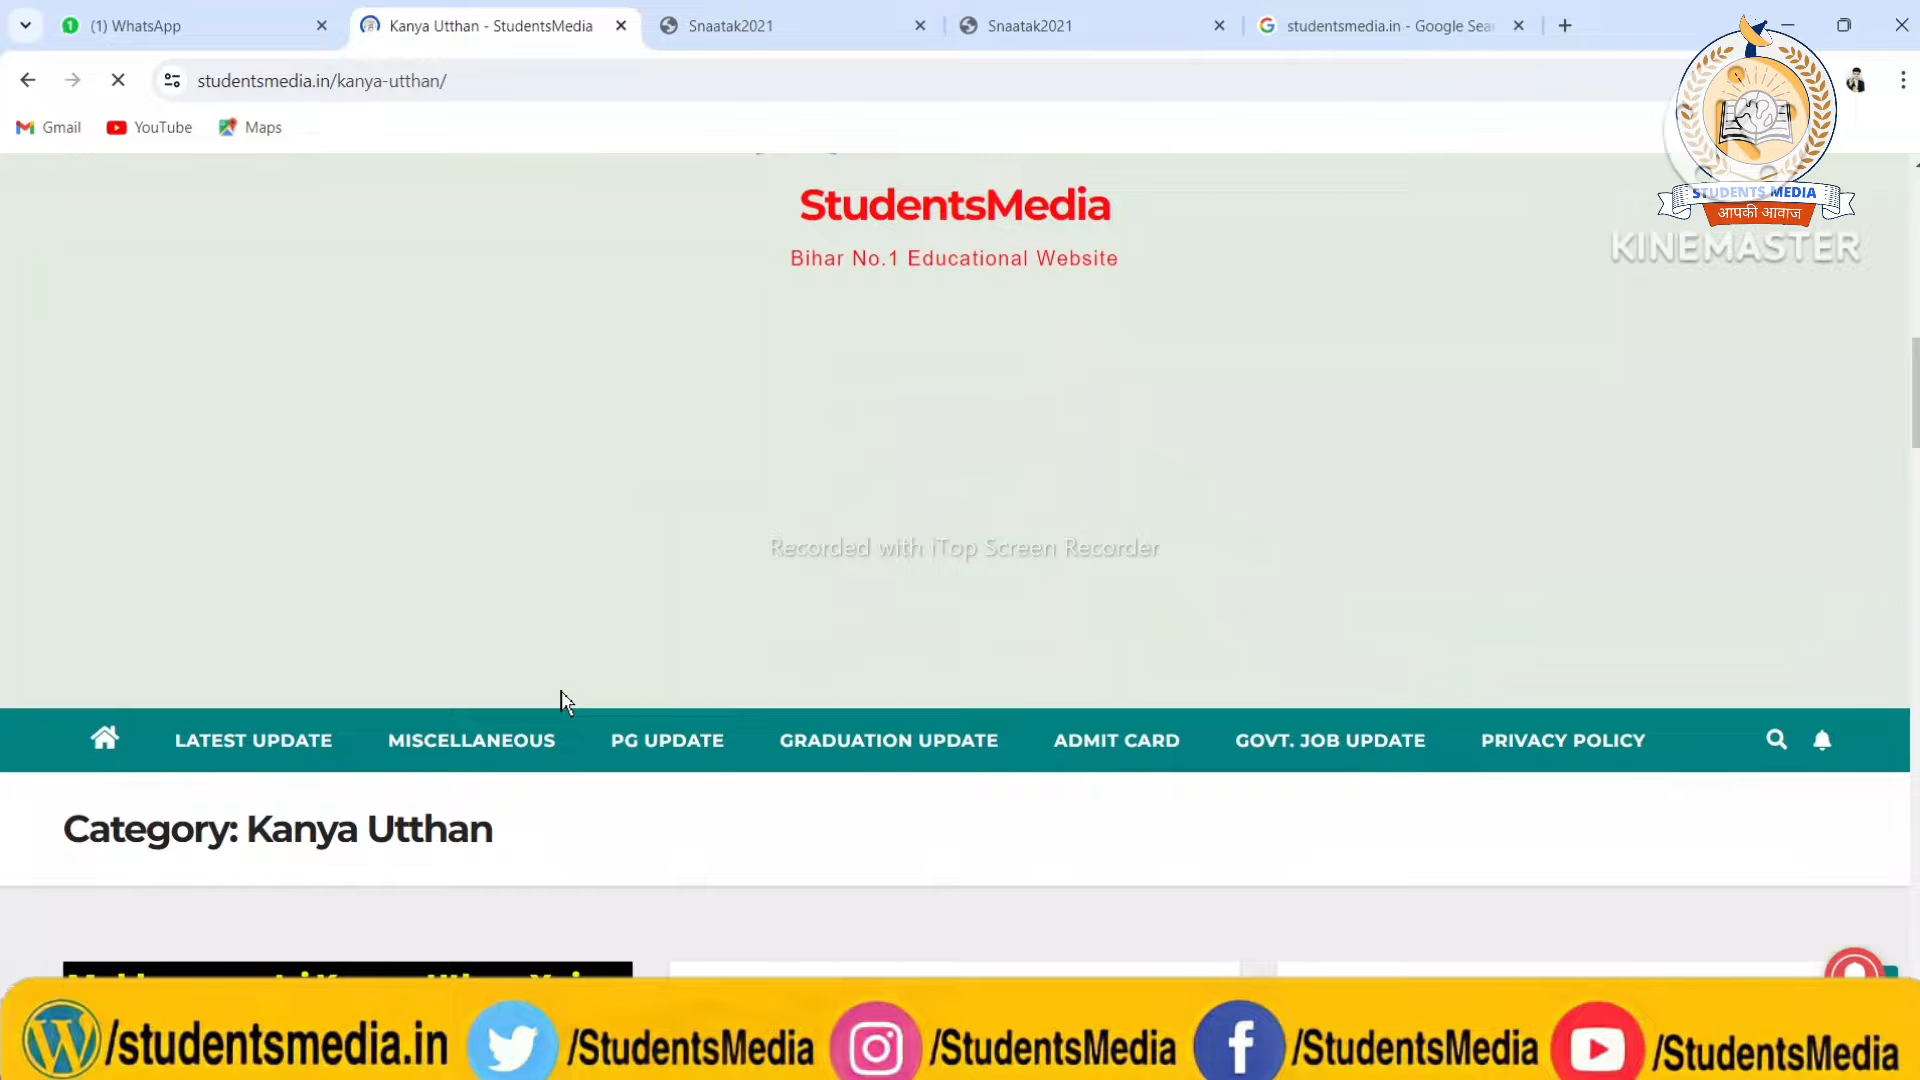 (1) WhatsApp
Kanya Utthan - StudentsMedia
Snaatak2021
Snaatak2021
studentsmedia.in - Google Sear
studentsmedia.in/kanya-utthan/
Gmail
YouTube
Maps
STUDENTS MEDIA
आपकी आवाज
KINEMASTER
StudentsMedia
Bihar No.1 Educational Website
Recorded with iTop Screen Recorder
LATEST UPDATE
MISCELLANEOUS
PG UPDATE
GRADUATION UPDATE
ADMIT CARD
GOVT. JOB UPDATE
PRIVACY POLICY
Category: Kanya Utthan
/studentsmedia.in
/StudentsMedia
/StudentsMedia
/StudentsMedia
/StudentsMedia